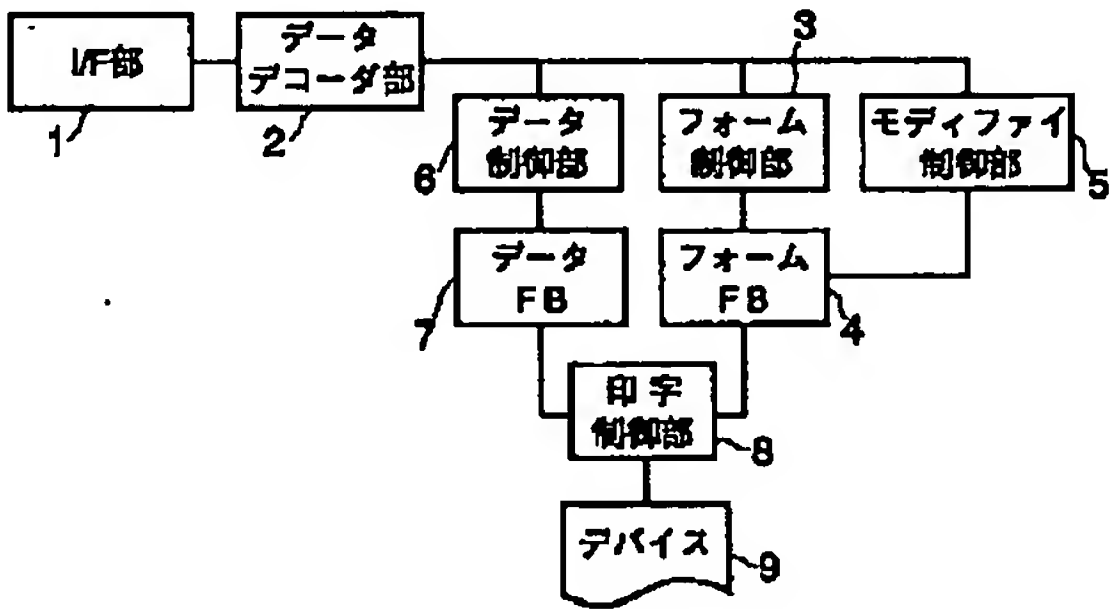 I/F部
1
データ
デコーダ部
2
3
データ
制御部
6
フォーム
制御部
モディファイ
制御部
5
データ
FB
7
フォーム
FB
4
印字
制御部
8
デバイス
9